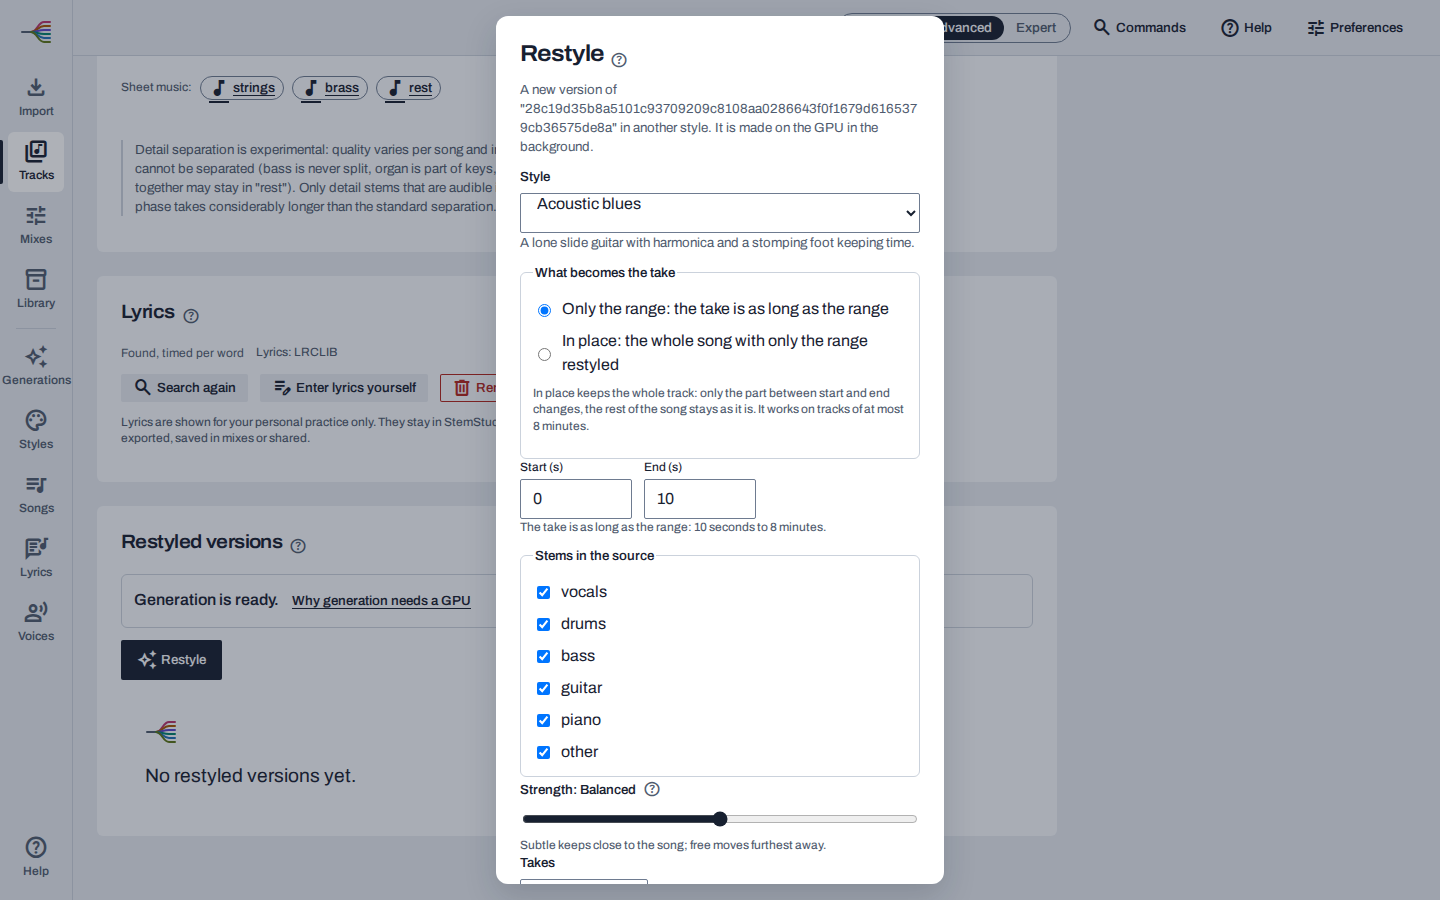 dvanced
Expert
Commands
Help
Preferences
Import
Tracks
Mixes
Library
Generations
Styles
Songs
Lyrics
Voices
Help
Sheet music:
strings
brass
rest
Detail separation is experimental: quality varies per song and i
cannot be separated (bass is never split, organ is part of keys,
together may stay in "rest"). Only detail stems that are audible
phase takes considerably longer than the standard separation.
Lyrics
Found, timed per word
Lyrics: LRCLIB
Search again
Enter lyrics yourself
Re
Lyrics are shown for your personal practice only. They stay in StemStu
exported, saved in mixes or shared.
Restyled versions
Generation is ready.
Why generation needs a GPU
Restyle
No restyled versions yet.
Restyle
A new version of
"28c19d35b8a5101c93709209c8108aa0286643f0f1679d616537
9cb36575de8a" in another style. It is made on the GPU in the
background.
Style
Acoustic blues
A lone slide guitar with harmonica and a stomping foot keeping time.
What becomes the take
Only the range: the take is as long as the range
In place: the whole song with only the range
restyled
In place keeps the whole track: only the part between start and end
changes, the rest of the song stays as it is. It works on tracks of at most
8 minutes.
Start (s)
End (s)
0
10
The take is as long as the range: 10 seconds to 8 minutes.
Stems in the source
vocals
drums
bass
guitar
piano
other
Strength: Balanced
Subtle keeps close to the song; free moves furthest away.
Takes